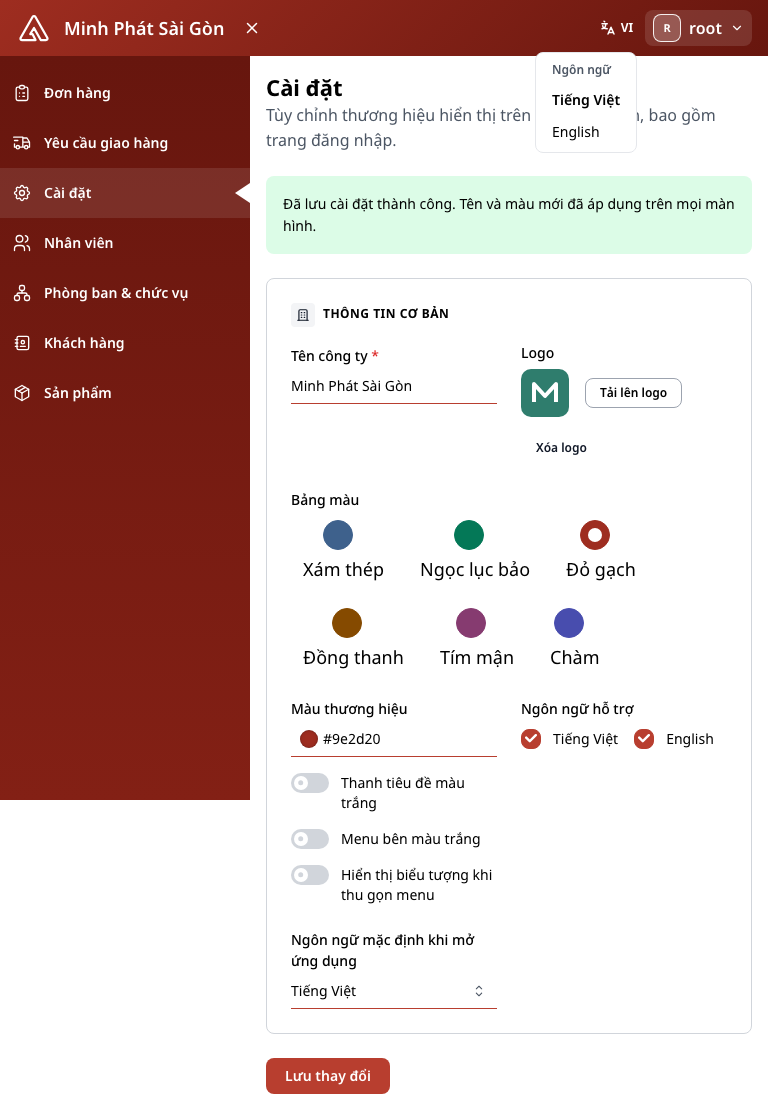 Minh Phát Sài Gòn
VI
R
root
Ngôn ngữ
Tiếng Việt
English
Đơn hàng
Yêu cầu giao hàng
Cài đặt
Nhân viên
Phòng ban & chức vụ
Khách hàng
Sản phẩm
Cài đặt
Tùy chỉnh thương hiệu hiển thị trên bao gồm
trang đăng nhập.
Đã lưu cài đặt thành công. Tên và màu mới đã áp dụng trên mọi màn
hình.
THÔNG TIN CƠ BẢN
Tên công ty *
Minh Phát Sài Gòn
Logo
M
Tải lên logo
Xóa logo
Bảng màu
Xám thép
Ngọc lục bảo
Đỏ gạch
Đồng thanh
Tím mận
Chàm
Màu thương hiệu
#9e2d20
Ngôn ngữ hỗ trợ
Tiếng Việt
English
Thanh tiêu đề màu
trắng
Menu bên màu trắng
Hiển thị biểu tượng khi
thu gọn menu
Ngôn ngữ mặc định khi mở
ứng dụng
Tiếng Việt
Lưu thay đổi